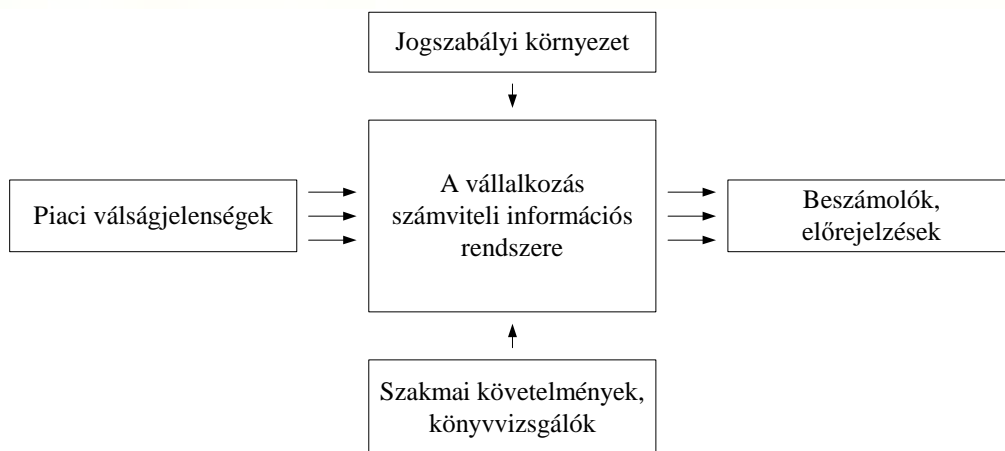 Jogszabályi környezet
Piaci válságjelenségek
A vállalkozás
számviteli információs
rendszere
Beszámolók,
előrejelzések
Szakmai követelmények,
könyvvizsgálók